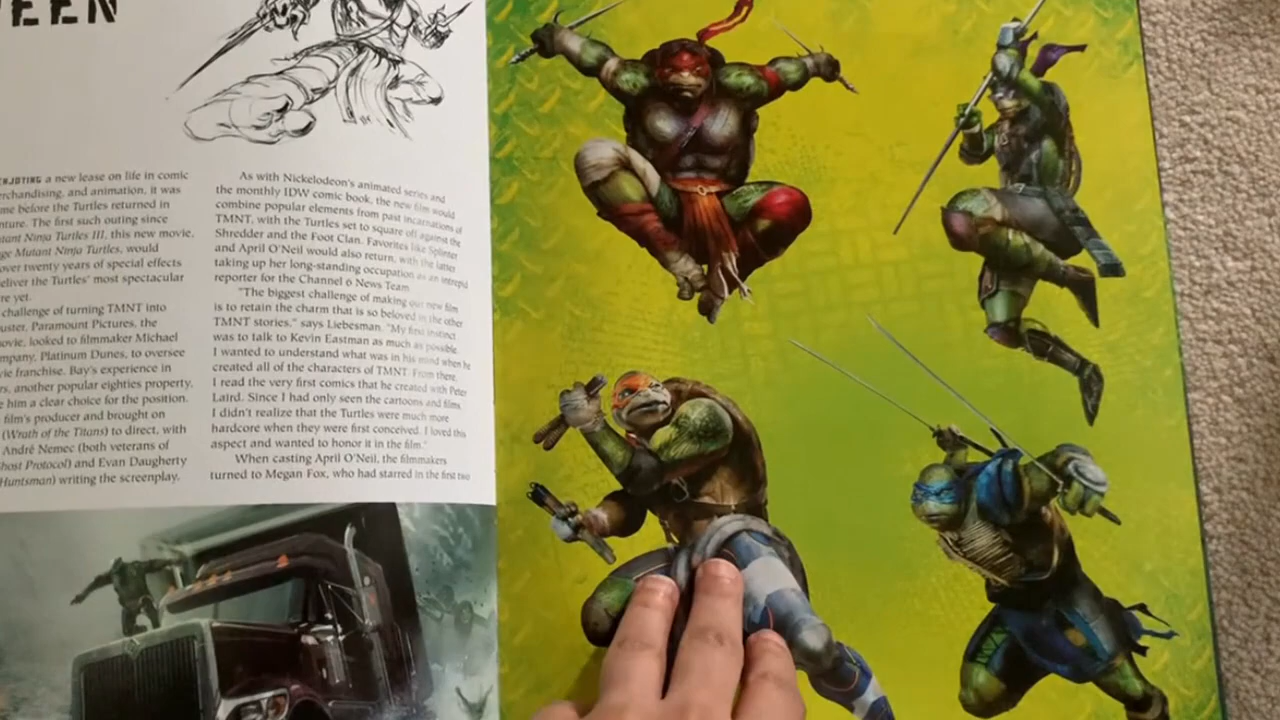 EEN
ENJOYING a new lease on life in comic
rchandising, and animation, it was
me before the Turtles returned in
nture. The first such outing since
tant Ninja Turtles III, this new movie,
ge Mutant Ninja Turtles, would
over twenty years of special effects
eliver the Turtles' most spectacular
re yet.
challenge of turning TMNT into
uster. Paramount Pictures, the
ovie, looked to filmmaker Michael
mpany, Platinum Dunes, to oversee
ie franchise. Bay's experience in
rs, another popular eighties property,
e him a clear choice for the position.
film's producer and brought on
(Wrath of the Titans) to direct, with
André Nemec (both veterans of
host Protocol) and Evan Daugherty
Huntsman) writing the screenplay.
As with Nickelodeon's animated series and
the monthly IDW comic book, the new film would
combine popular elements from past incarnations of
TMNT, with the Turtles set to square off against the
Shredder and the Foot Clan. Favorites like Splinter
and April O'Neil would also return, with the latter
taking up her long-standing occupation as an intrepid
reporter for the Channel 6 News Team.
"The biggest challenge of making our new film
is to retain the charm that is so beloved in the other
TMNT stories," says Liebesman. "My first instinct
was to talk to Kevin Eastman as much as possible.
I wanted to understand what was in his mind when he
created all of the characters of TMNT. From there,
I read the very first comics that he created with Peter
Laird. Since I had only seen the cartoons and films,
I didn't realize that the Turtles were much more
hardcore when they were first conceived. I loved this
aspect and wanted to honor it in the film."
When casting April O'Neil, the filmmakers
turned to Megan Fox, who had starred in the first two